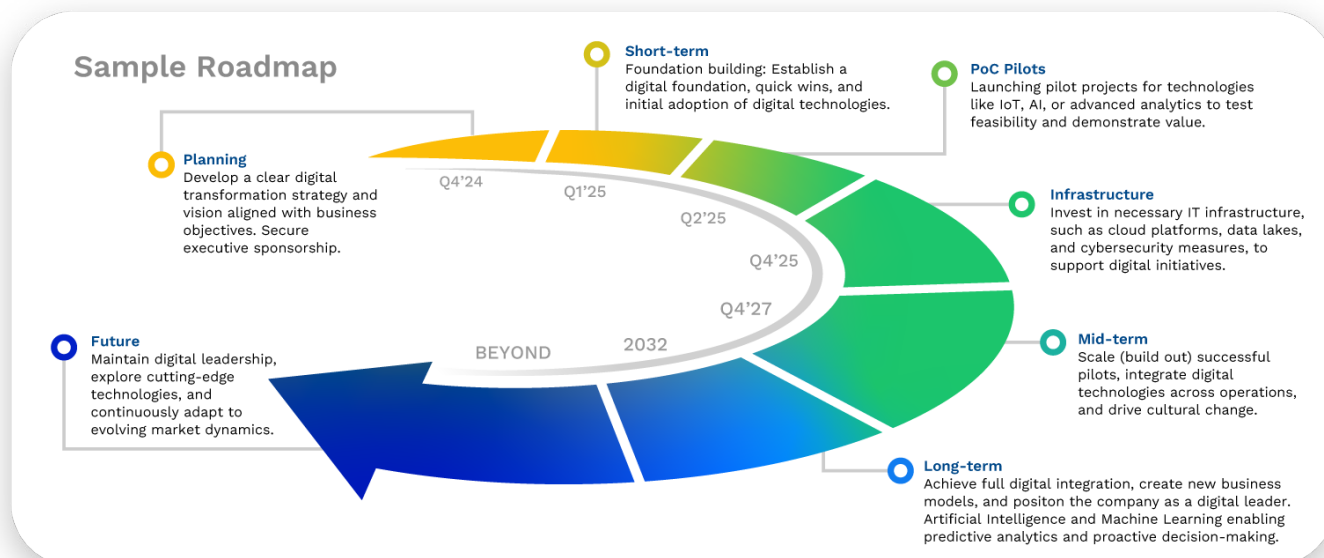 Sample Roadmap
Planning
Develop a clear digital
transformation strategy and
vision aligned with business
objectives. Secure
executive sponsorship.
Short-term
Foundation building: Establish a
digital foundation, quick wins, and
initial adoption of digital technologies.
PoC Pilots
Launching pilot projects for technologies
like IoT, AI, or advanced analytics to test
feasibility and demonstrate value.
Infrastructure
Invest in necessary IT infrastructure,
such as cloud platforms, data lakes,
and cybersecurity measures, to
support digital initiatives.
Mid-term
Scale (build out) successful
pilots, integrate digital
technologies across operations,
and drive cultural change.
Long-term
Achieve full digital integration, create new business
models, and positon the company as a digital leader.
Artificial Intelligence and Machine Learning enabling
predictive analytics and proactive decision-making.
Future
Maintain digital leadership,
explore cutting-edge
technologies, and
continuously adapt to
evolving market dynamics.
Q4’24
Q1’25
Q2’25
Q4’25
Q4’27
2032
BEYOND